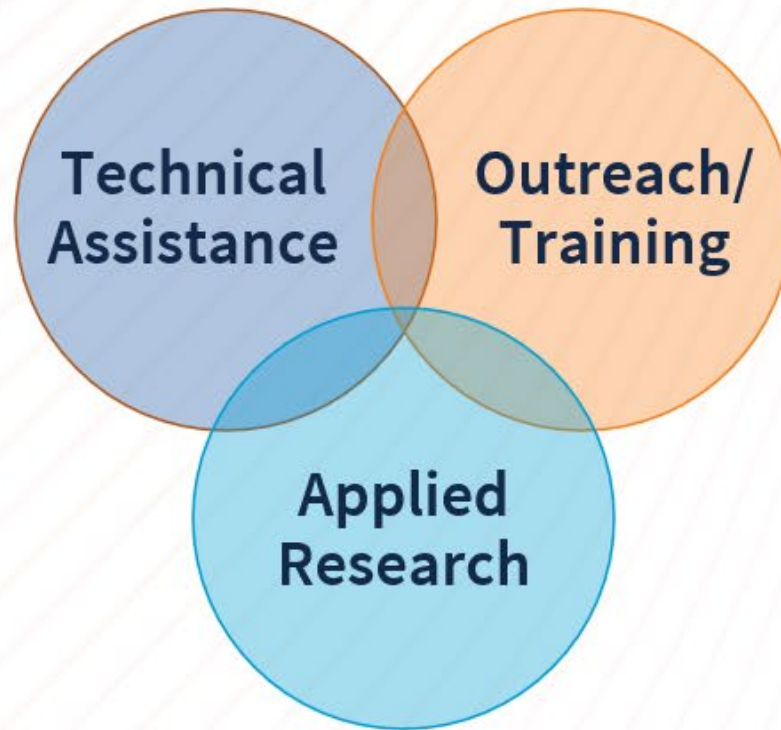 Technical
Assistance
Outreach/
Training
Applied
Research